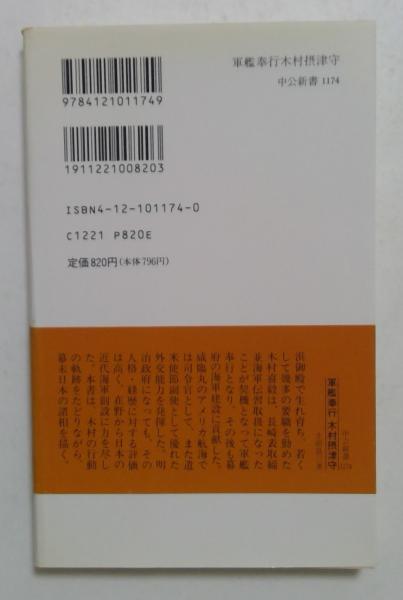 軍艦奉行木村摂津守
中公新書 1174
9784121011749
1911221008203
ISBN4-12-101174-0
C1221 P820E
定価820円(本体796円)
中公新書
1174
軍艦奉行 木村摂津守
浜御殿で生れ育ち、若く
して幾多の要職を勤めた
木村喜毅は、長崎表取締
並海軍伝習取扱になった
ことが契機となって軍艦
奉行となり、その後も幕
府の海軍建設に貢献した。
咸臨丸のアメリカ航海で
は司令官として、また遣
米使節副使として優れた
外交能力を発揮した。明
治政府になっても、その
人格・経歴に対する評価
は高く、在野から日本の
近代海軍創設に力を尽し
た。本書は、木村の行動
の軌跡をたどりながら、
幕末日本の諸相を描く。